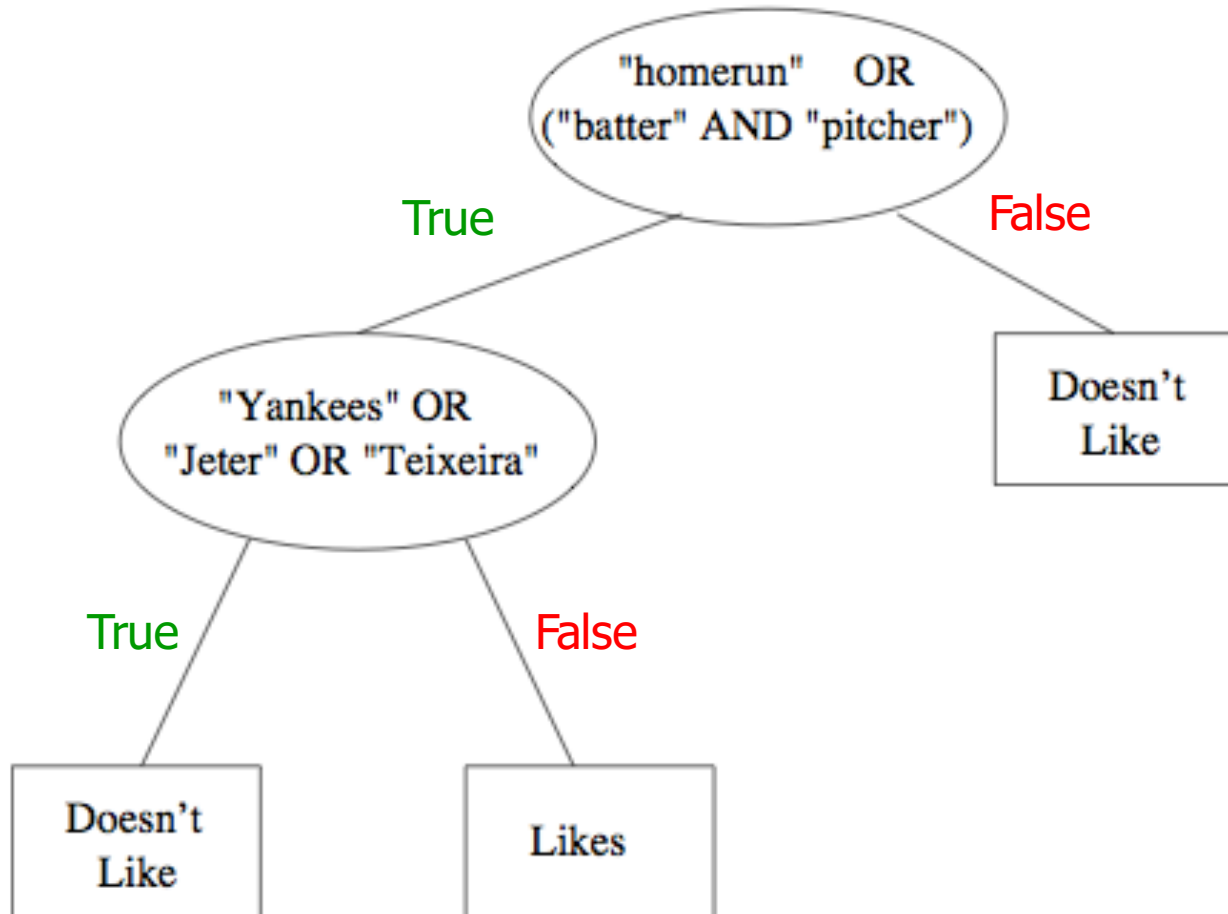 "homerun" OR
("batter" AND "pitcher")
True
False
"Yankees" OR
"Jeter" OR "Teixeira"
Doesn't
Like
True
False
Doesn't
Like
Likes